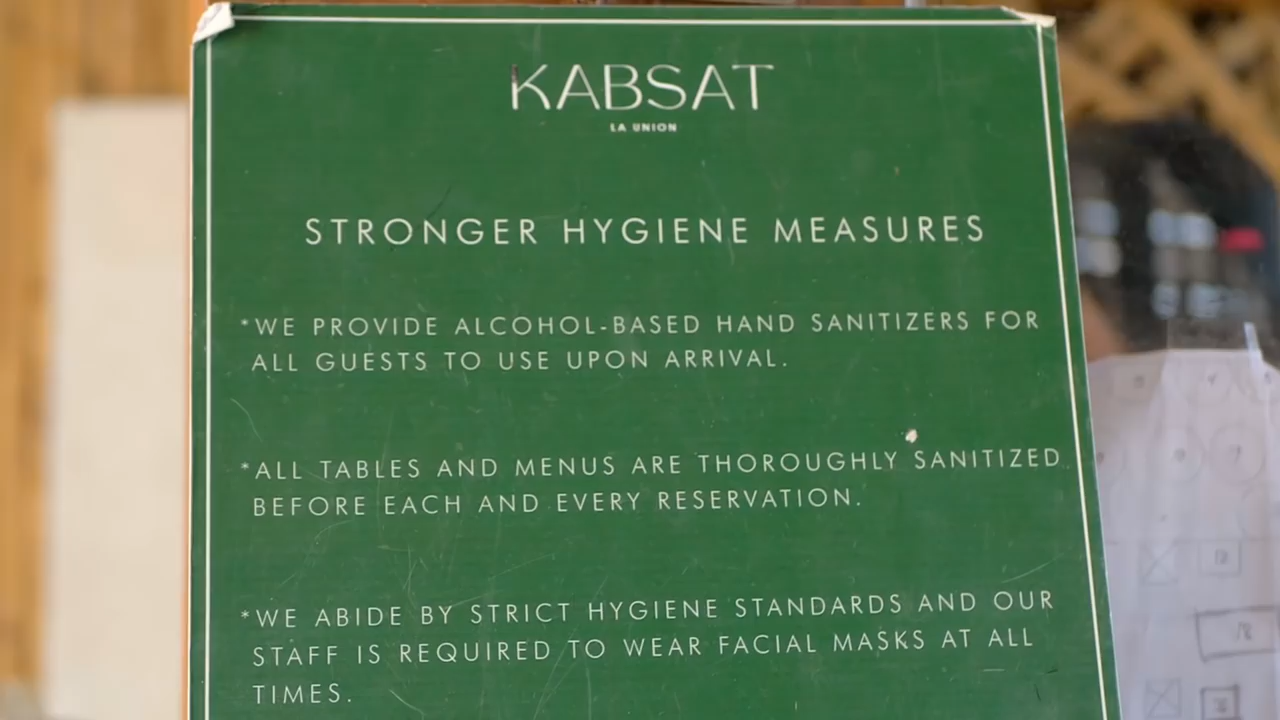 KABSAT
LA UNION
STRONGER HYGIENE MEASURES
*WE PROVIDE ALCOHOL-BASED HAND SANITIZERS FOR
ALL GUESTS TO USE UPON ARRIVAL.
*ALL TABLES AND MENUS ARE THOROUGHLY SANITIZED
BEFORE EACH AND EVERY RESERVATION.
*WE ABIDE BY STRICT HYGIENE STANDARDS AND OUR
STAFF IS REQUIRED TO WEAR FACIAL MASKS AT ALL
TIMES.